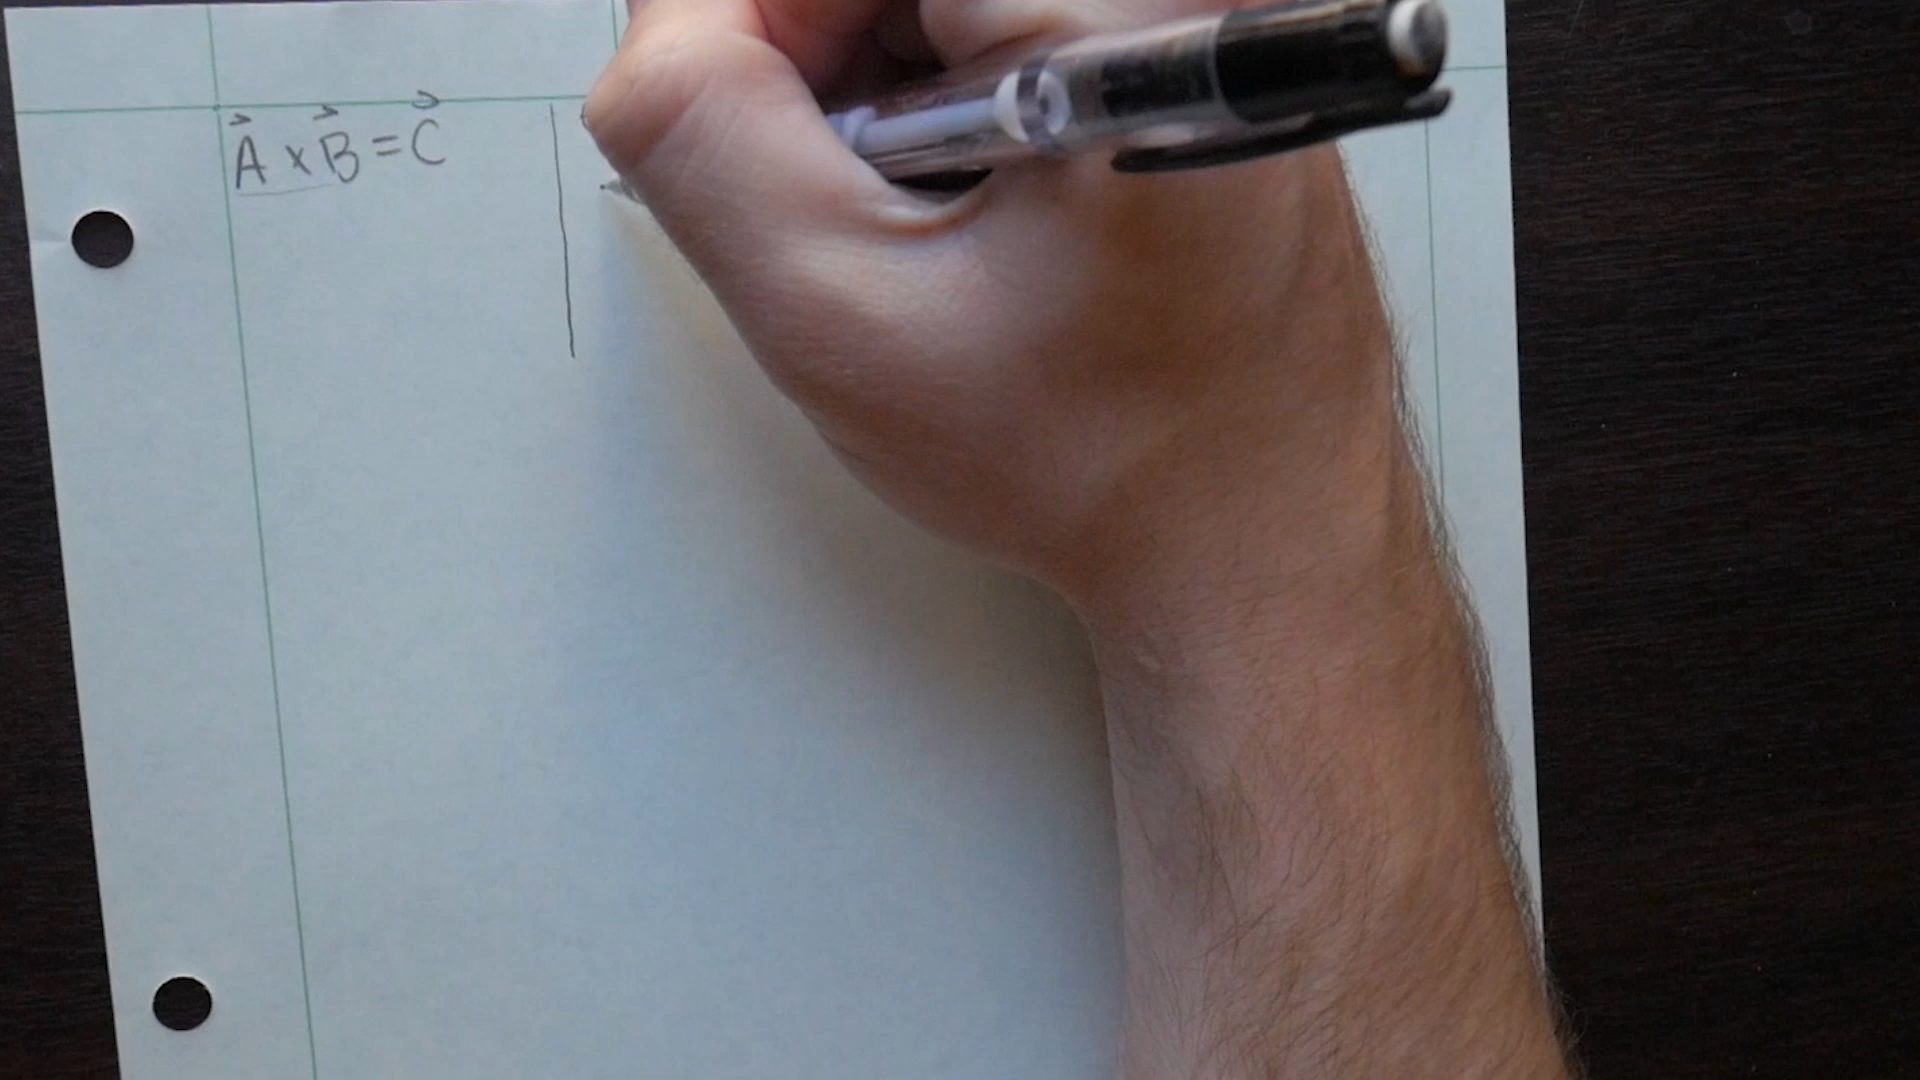 A⃗ × B⃗ = C⃗